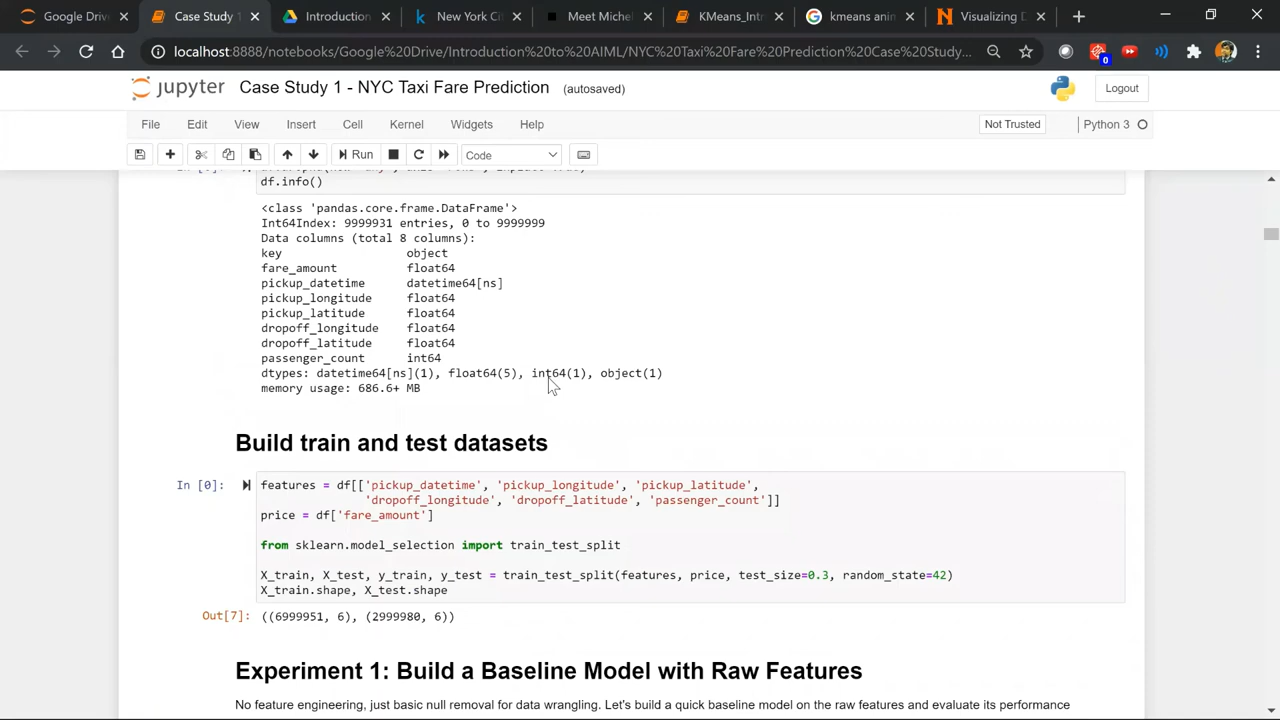 Google Drive
Case Study 1
Introduction
New York City
Meet Michel
KMeans_Intr
kmeans anim
Visualizing D
localhost:8888/notebooks/Google%20Drive/Introduction%20to%20AIML/NYC%20Taxi%20Fare%20Prediction%20Case%20Study...
0
jupyter Case Study 1 - NYC Taxi Fare Prediction (autosaved)
Logout
File Edit View Insert Cell Kernel Widgets Help
Not Trusted
Python 3
Run
Code
df.info()
<class 'pandas.core.frame.DataFrame'>
Int64Index: 9999931 entries, 0 to 9999999
Data columns (total 8 columns):
key object
fare_amount float64
pickup_datetime datetime64[ns]
pickup_longitude float64
pickup_latitude float64
dropoff_longitude float64
dropoff_latitude float64
passenger_count int64
dtypes: datetime64[ns](1), float64(5), int64(1), object(1)
memory usage: 686.6+ MB
Build train and test datasets
In [0]: features = df[['pickup_datetime', 'pickup_longitude', 'pickup_latitude',
'dropoff_longitude', 'dropoff_latitude', 'passenger_count']]
price = df['fare_amount']
from sklearn.model_selection import train_test_split
X_train, X_test, y_train, y_test = train_test_split(features, price, test_size=0.3, random_state=42)
X_train.shape, X_test.shape
Out[7]: ((6999951, 6), (2999980, 6))
Experiment 1: Build a Baseline Model with Raw Features
No feature engineering, just basic null removal for data wrangling. Let's build a quick baseline model on the raw features and evaluate its performance